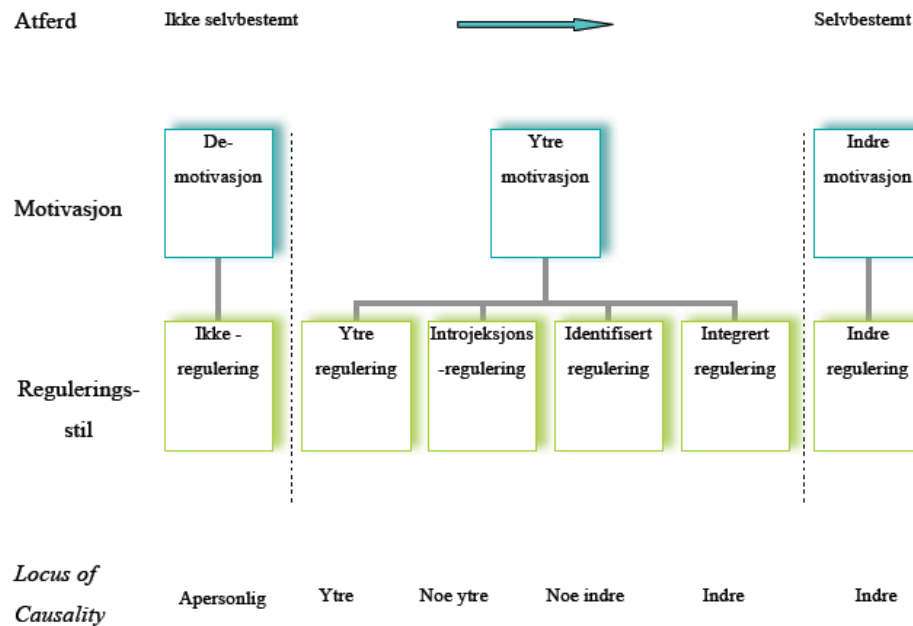 Atferd Ikke selvbestemt Selvbestemt
De- Ytre Indre
motivasjon motivasjon motivasjon
Motivasjon
Ikke - Ytre Introjeksjons Identifisert Integrert Indre
regulering regulering -regulering regulering regulering regulering
Regulerings-
stil
Locus of
Causality
Apersonlig Ytre Noe ytre Noe indre Indre Indre